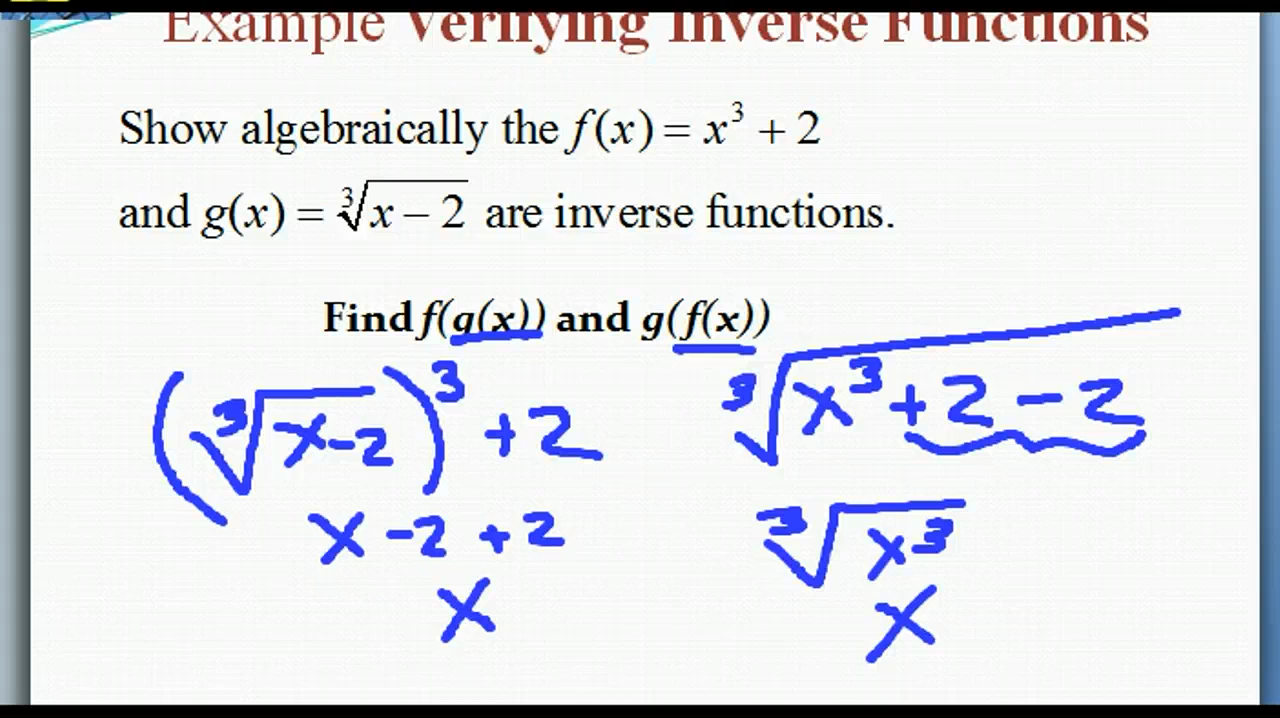 Example Verifying Inverse Functions
Show algebraically the f(x) = x³ + 2
and g(x) = ∛(x − 2) are inverse functions.
Find f(g(x)) and g(f(x))
(∛(x-2))³ + 2
x - 2 + 2
x
∛(x³ + 2 - 2)
∛(x³)
x